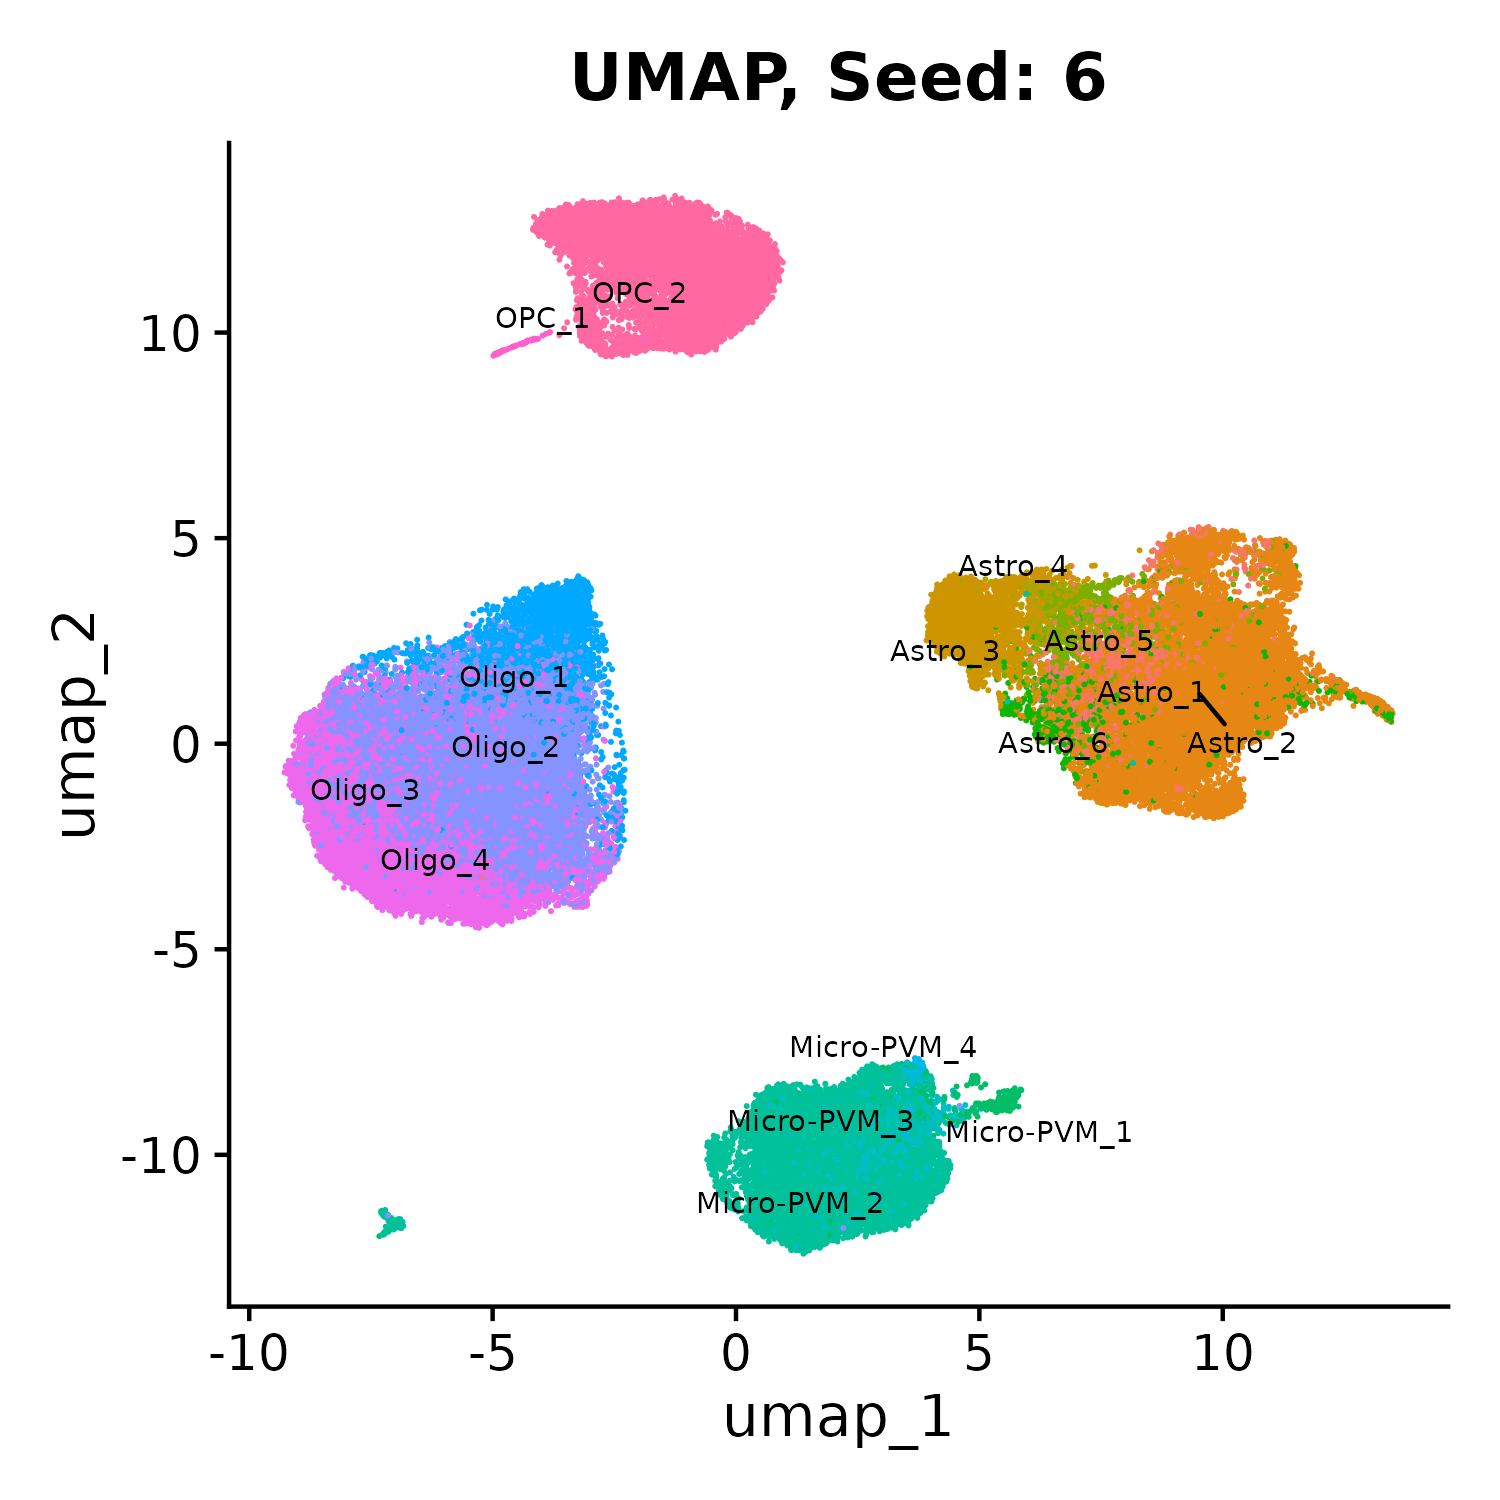 UMAP, Seed: 6
umap_2
10
5
0
-5
-10
OPC_2
OPC_1
Astro_4
Astro_5
Astro_3
Astro_1
Astro_6
Astro_2
Oligo_1
Oligo_2
Oligo_3
Oligo_4
Micro-PVM_4
Micro-PVM_3
Micro-PVM_1
Micro-PVM_2
-10
-5
0
5
10
umap_1